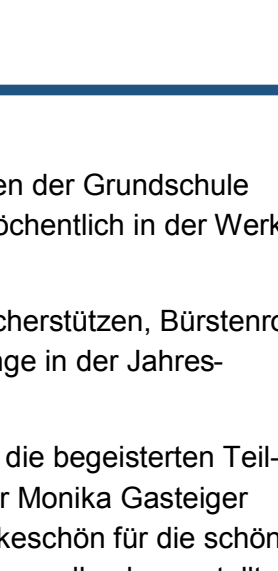 en der Grundschule
öchentlich in der Werk
cherstützen, Bürstenro
nge in der Jahres-
die begeisterten Teil-
r Monika Gasteiger
keschön für die schön